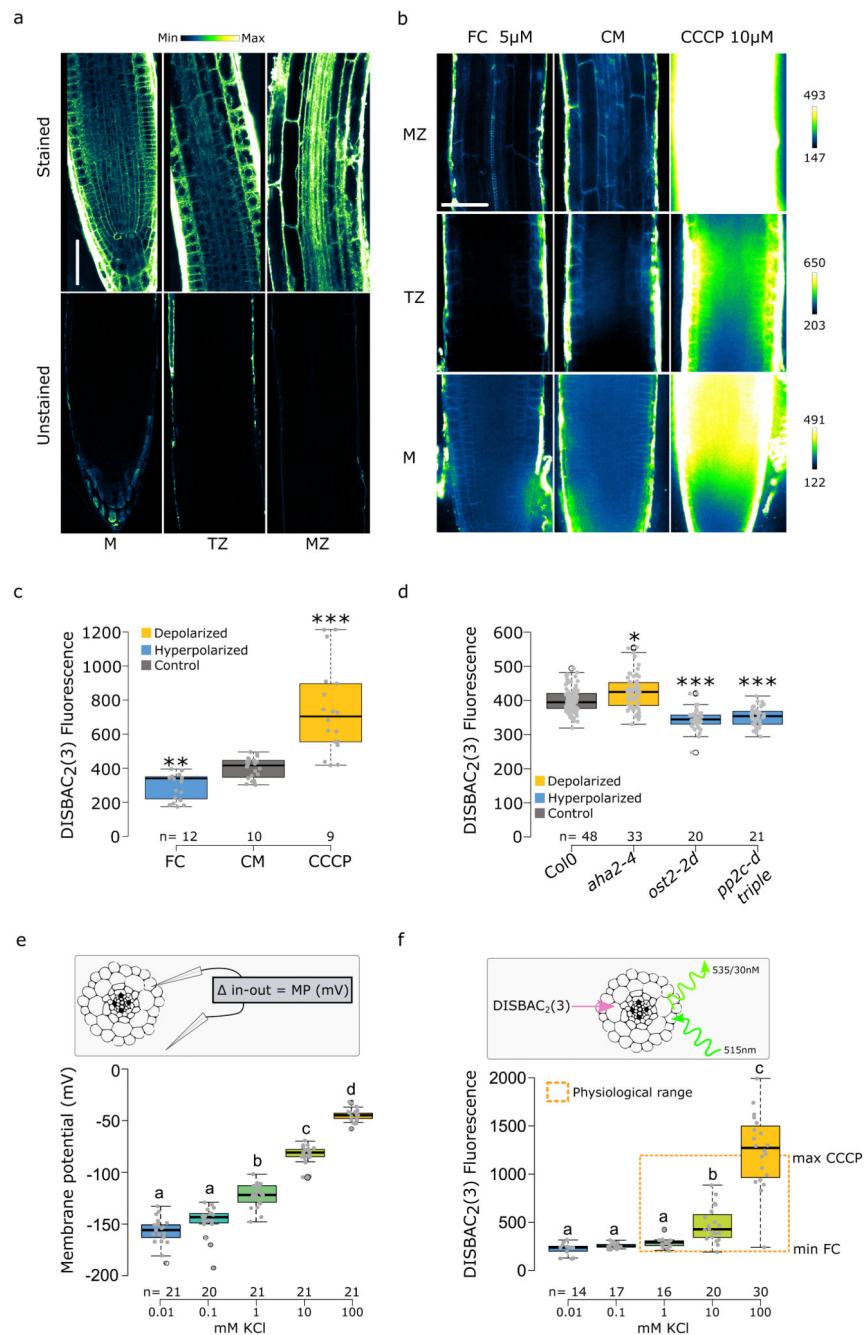 a
Min Max
Stained
Unstained
M TZ MZ
b
FC 5µM CM CCCP 10µM
MZ
493
147
TZ
650
203
M
491
122
c
DISBAC2(3) Fluorescence
1200
1000
800
600
400
200
0
Depolarized
Hyperpolarized
Control
**
***
n= 12 10 9
FC CM CCCP
d
DISBAC2(3) Fluorescence
600
500
400
300
200
100
0
*
***
***
Depolarized
Hyperpolarized
Control
n= 48 33 20 21
Col0
aha2-4
ost2-2d
pp2c-d
triple
e
Δ in-out = MP (mV)
Membrane potential (mV)
0
-50
-100
-150
-200
a a b c d
n= 21 20 21 21 21
0.01 0.1 1 10 100
mM KCl
f
DISBAC2(3)
535/30nM
515nm
DISBAC2(3) Fluorescence
2000
1500
1000
500
0
Physiological range
a a a b c
max CCCP
min FC
n= 14 17 16 20 30
0.01 0.1 1 10 100
mM KCl